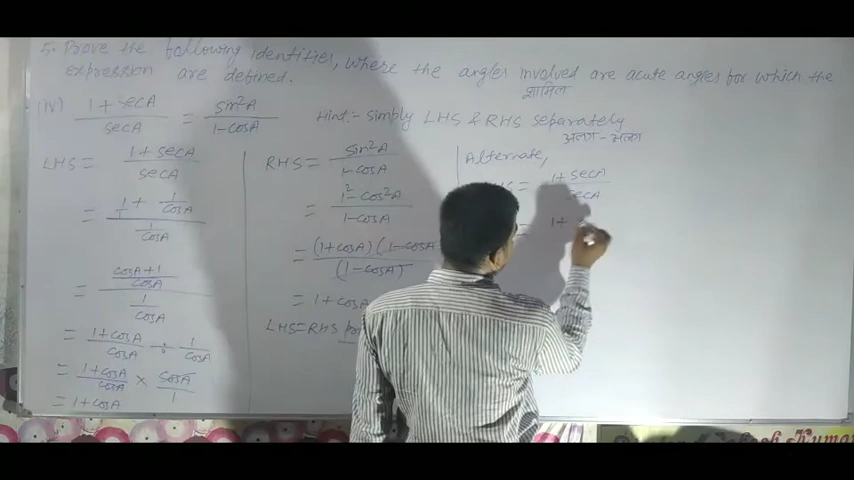 5. Prove the following identities, where the angles involved are acute angles for which the
expression are defined.
शामिल
(iv) 1 + secA / secA = sin²A / 1-cosA
Hint:- Simply LHS & RHS separately
अलग-अलग
LHS = 1 + secA / secA
= 1/1 + 1/cosA / 1/cosA
= cosA+1 / cosA / 1/cosA
= 1+cosA / cosA ÷ 1/cosA
= 1+cosA / cosA × cosA / 1
= 1+cosA
RHS = sin²A / 1-cosA
= 1²-cos²A / 1-cosA
= (1+cosA) (1-cosA / (1-cosA)
= 1+cosA
LHS=RHS
Alternate,
= 1+ secA / secA
= 1+
Kumar